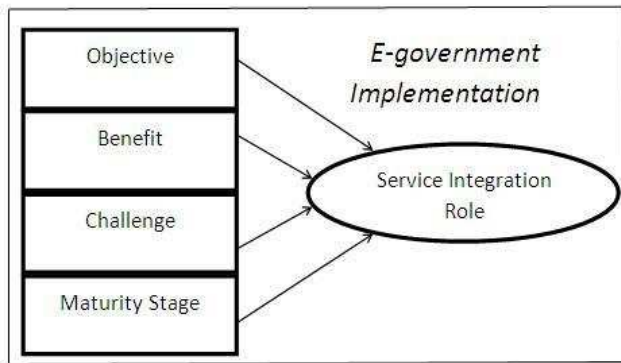 Objective
Benefit
Challenge
Maturity Stage
E-government
Implementation
Service Integration
Role